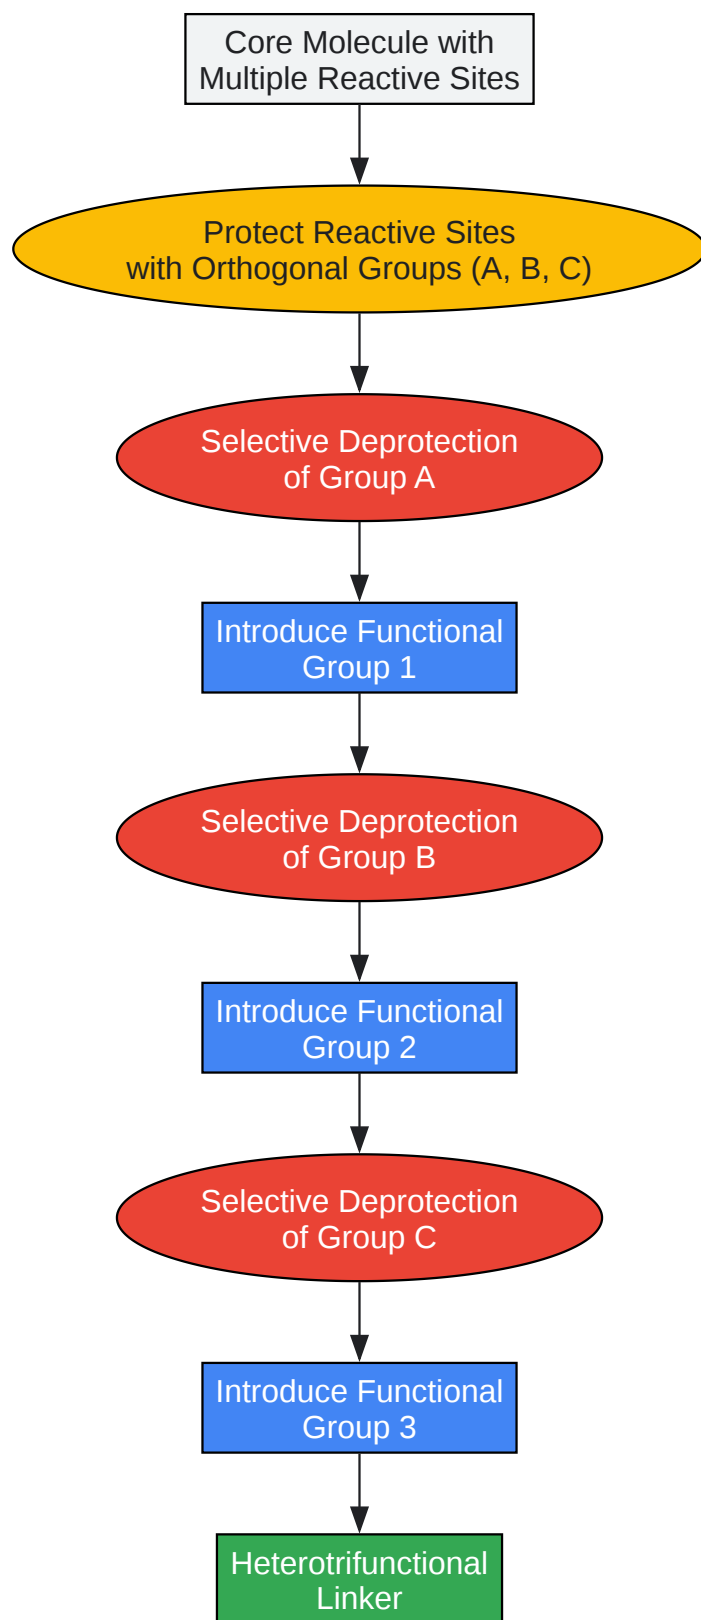 Core Molecule with
Multiple Reactive Sites
Protect Reactive Sites
with Orthogonal Groups (A, B, C)
Selective Deprotection
of Group A
Introduce Functional
Group 1
Selective Deprotection
of Group B
Introduce Functional
Group 2
Selective Deprotection
of Group C
Introduce Functional
Group 3
Heterotrifunctional
Linker